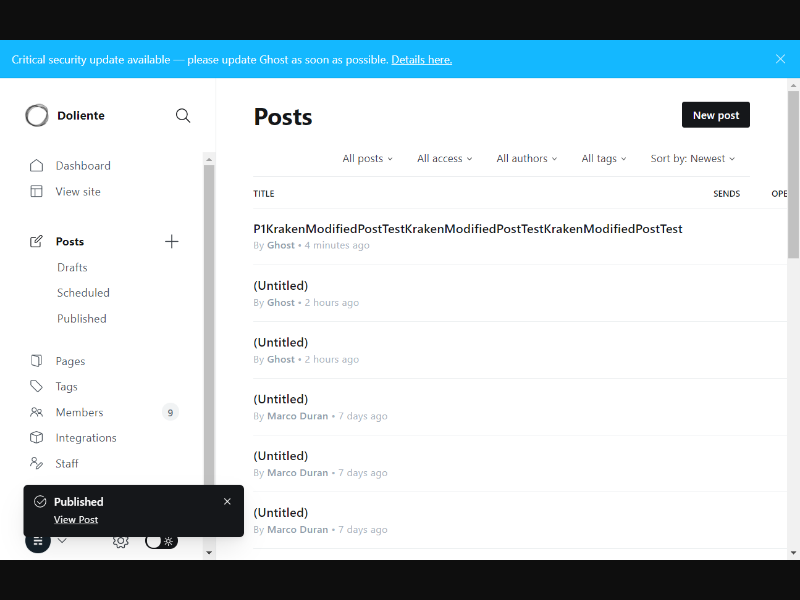 Critical security update available — please update Ghost as soon as possible. Details here.
Doliente
Dashboard
View site
Posts
Drafts
Scheduled
Published
Pages
Tags
Members 9
Integrations
Staff
Published
View Post
Posts
New post
All posts
All access
All authors
All tags
Sort by: Newest
TITLE SENDS OPE
P1KrakenModifiedPostTestKrakenModifiedPostTestKrakenModifiedPostTest
By Ghost • 4 minutes ago
(Untitled)
By Ghost • 2 hours ago
(Untitled)
By Ghost • 2 hours ago
(Untitled)
By Marco Duran • 7 days ago
(Untitled)
By Marco Duran • 7 days ago
(Untitled)
By Marco Duran • 7 days ago